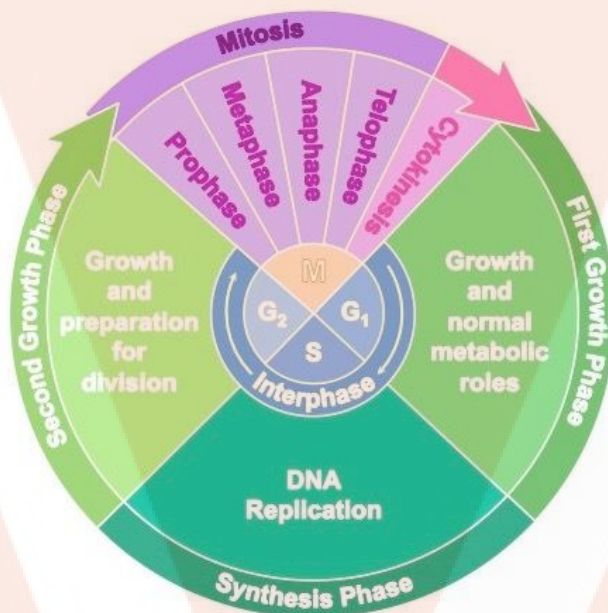 Mitosis
Prophase
Metaphase
Anaphase
Telophase
Cytokinesis
Second Growth Phase
First Growth Phase
Growth
and
preparation
for
division
M
G₂
G₁
S
Interphase
Growth
and
normal
metabolic
roles
DNA
Replication
Synthesis Phase